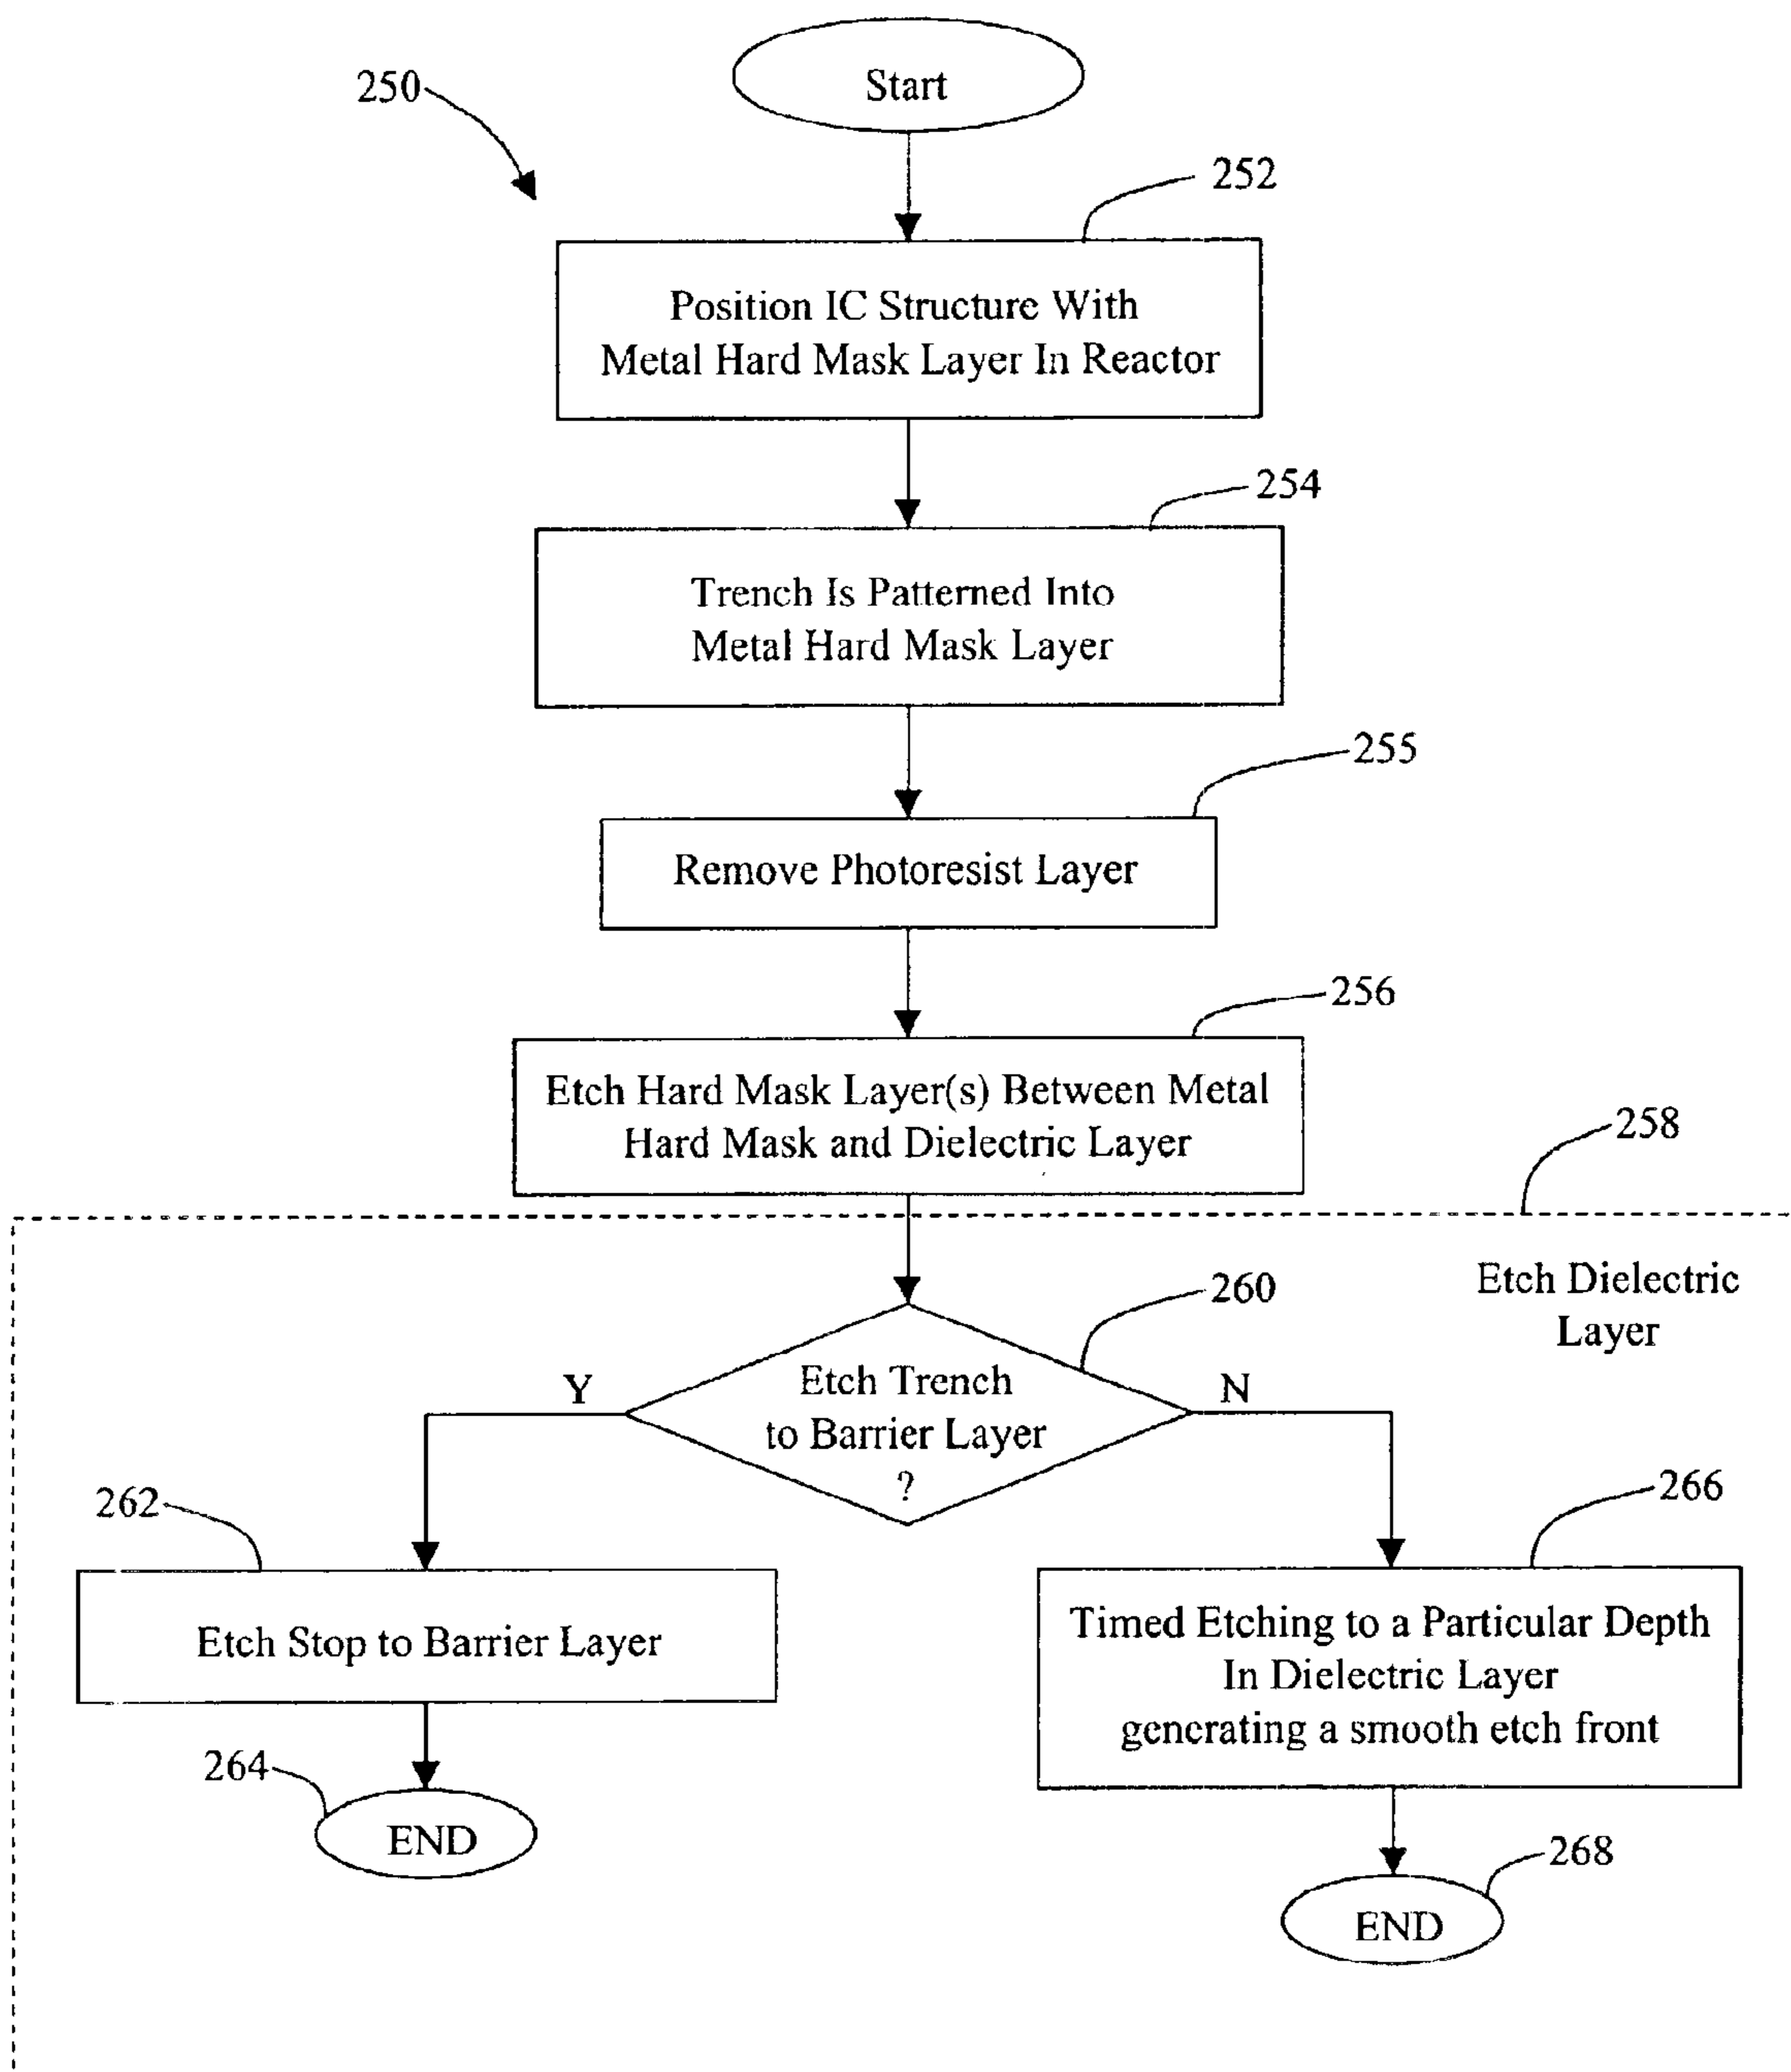 Start
250
252
Position IC Structure With
Metal Hard Mask Layer In Reactor
254
Trench Is Patterned Into
Metal Hard Mask Layer
255
Remove Photoresist Layer
256
Etch Hard Mask Layer(s) Between Metal
Hard Mask and Dielectric Layer
258
Etch Dielectric
Layer
260
Etch Trench
to Barrier Layer
?
Y
N
262
Etch Stop to Barrier Layer
264
END
266
Timed Etching to a Particular Depth
In Dielectric Layer
generating a smooth etch front
268
END